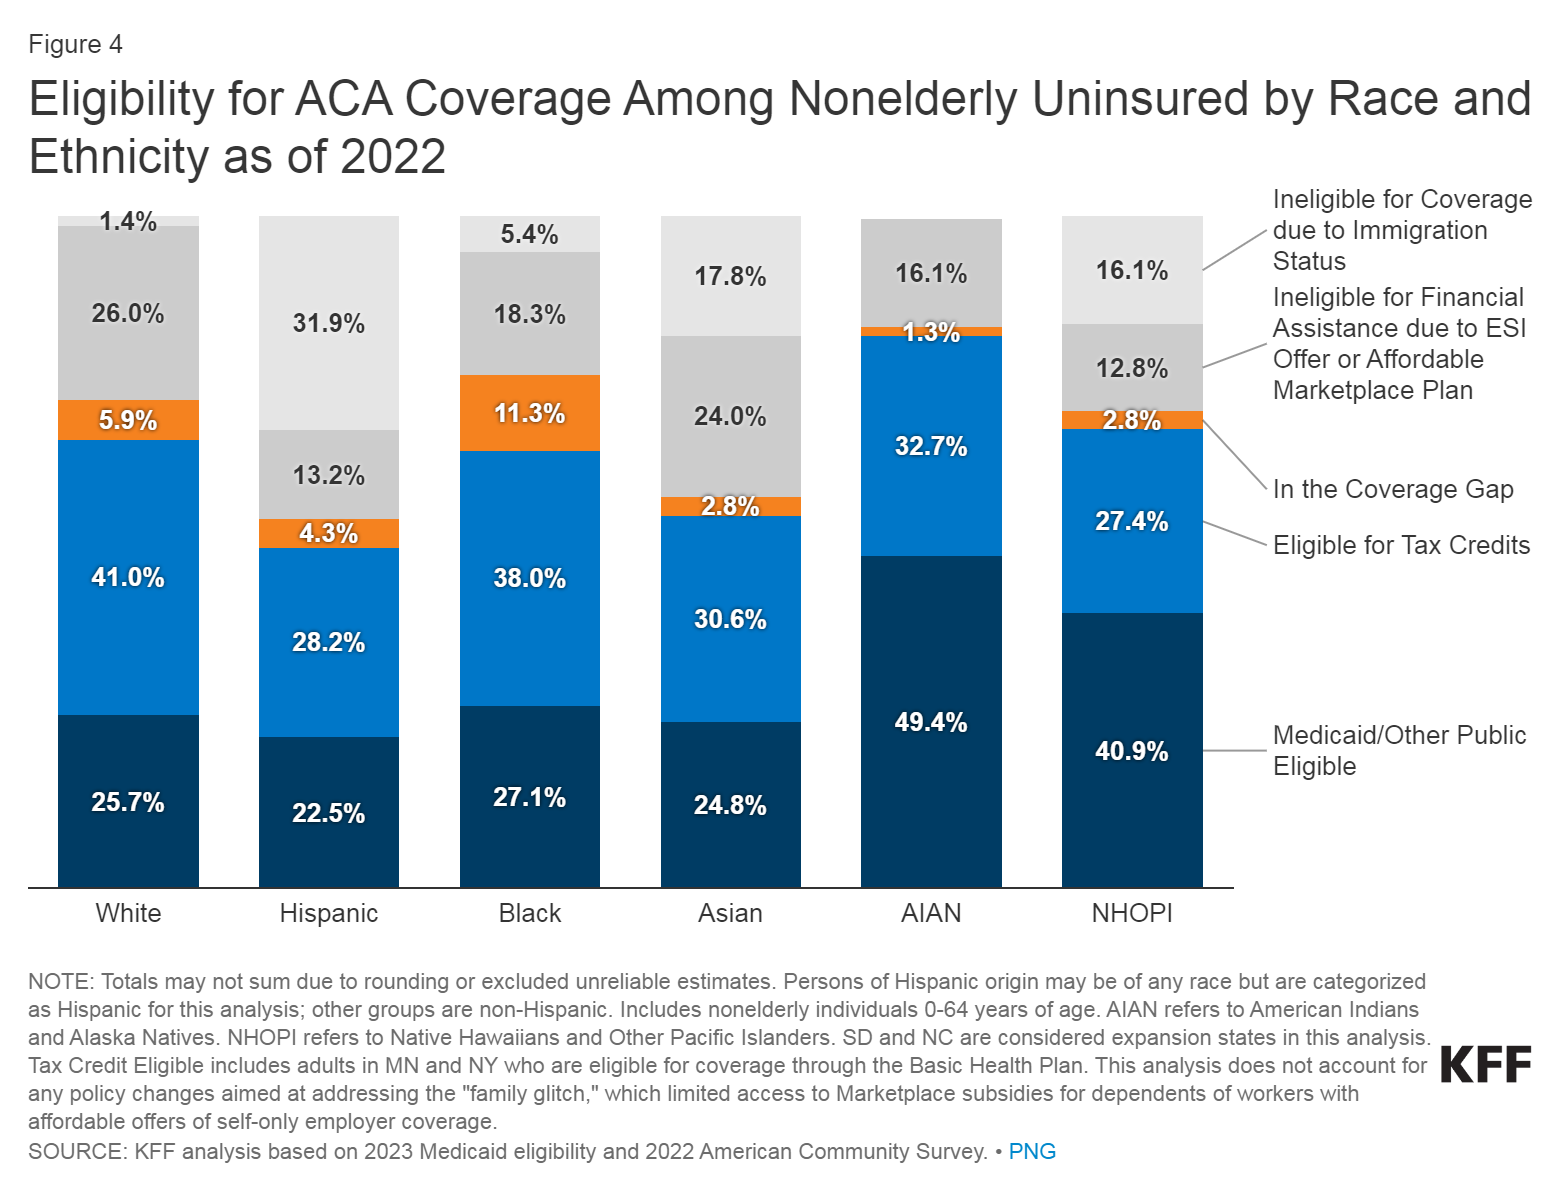 Figure 4
Eligibility for ACA Coverage Among Nonelderly Uninsured by Race and
Ethnicity as of 2022
1.4%
26.0%
5.9%
41.0%
25.7%
White
31.9%
13.2%
4.3%
28.2%
22.5%
Hispanic
5.4%
18.3%
11.3%
38.0%
27.1%
Black
17.8%
24.0%
2.8%
30.6%
24.8%
Asian
16.1%
1.3%
32.7%
49.4%
AIAN
16.1%
12.8%
2.8%
27.4%
40.9%
NHOPI
Ineligible for Coverage
due to Immigration
Status
Ineligible for Financial
Assistance due to ESI
Offer or Affordable
Marketplace Plan
In the Coverage Gap
Eligible for Tax Credits
Medicaid/Other Public
Eligible
NOTE: Totals may not sum due to rounding or excluded unreliable estimates. Persons of Hispanic origin may be of any race but are categorized
as Hispanic for this analysis; other groups are non-Hispanic. Includes nonelderly individuals 0-64 years of age. AIAN refers to American Indians
and Alaska Natives. NHOPI refers to Native Hawaiians and Other Pacific Islanders. SD and NC are considered expansion states in this analysis.
Tax Credit Eligible includes adults in MN and NY who are eligible for coverage through the Basic Health Plan. This analysis does not account for
any policy changes aimed at addressing the "family glitch," which limited access to Marketplace subsidies for dependents of workers with
affordable offers of self-only employer coverage.
SOURCE: KFF analysis based on 2023 Medicaid eligibility and 2022 American Community Survey. • PNG
KFF